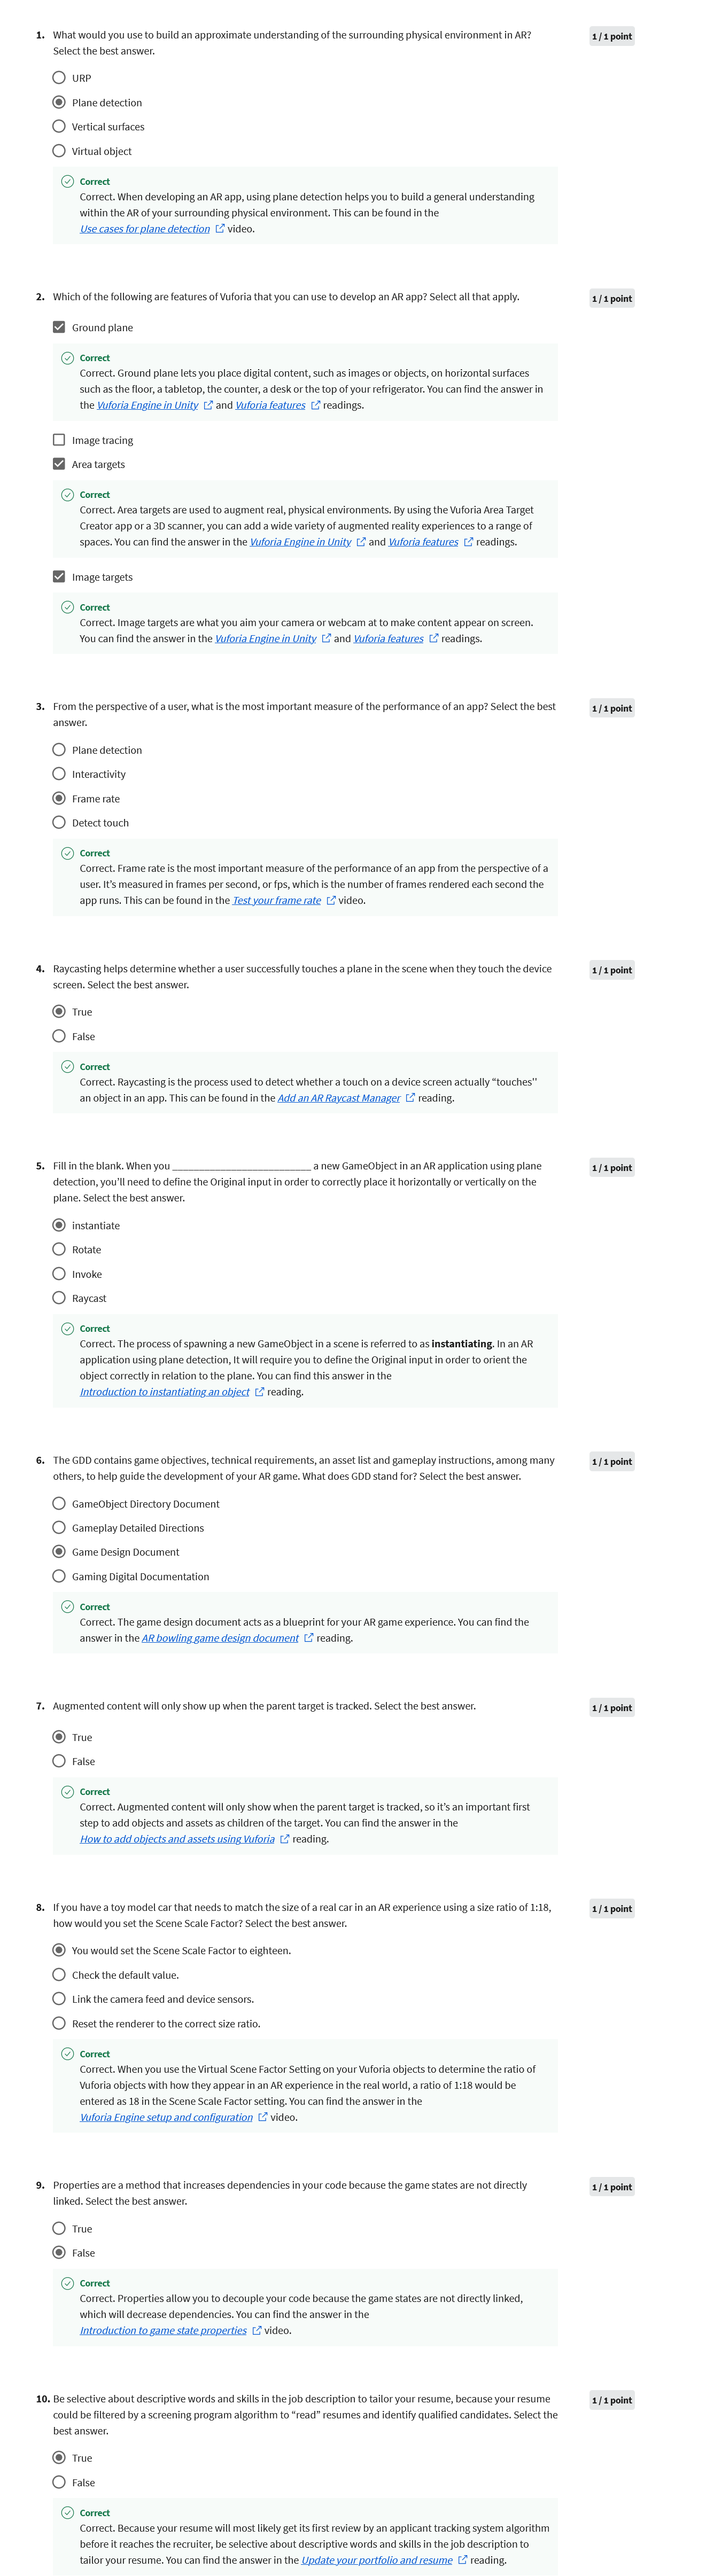 1. What would you use to build an approximate understanding of the surrounding physical environment in AR? 1 / 1 point
Select the best answer.
URP
Plane detection
Vertical surfaces
Virtual object
Correct
Correct. When developing an AR app, using plane detection helps you to build a general understanding
within the AR of your surrounding physical environment. This can be found in the
Use cases for plane detection video.
2. Which of the following are features of Vuforia that you can use to develop an AR app? Select all that apply. 1 / 1 point
Ground plane
Correct
Correct. Ground plane lets you place digital content, such as images or objects, on horizontal surfaces
such as the floor, a tabletop, the counter, a desk or the top of your refrigerator. You can find the answer in
the Vuforia Engine in Unity and Vuforia features readings.
Image tracing
Area targets
Correct
Correct. Area targets are used to augment real, physical environments. By using the Vuforia Area Target
Creator app or a 3D scanner, you can add a wide variety of augmented reality experiences to a range of
spaces. You can find the answer in the Vuforia Engine in Unity and Vuforia features readings.
Image targets
Correct
Correct. Image targets are what you aim your camera or webcam at to make content appear on screen.
You can find the answer in the Vuforia Engine in Unity and Vuforia features readings.
3. From the perspective of a user, what is the most important measure of the performance of an app? Select the best 1 / 1 point
answer.
Plane detection
Interactivity
Frame rate
Detect touch
Correct
Correct. Frame rate is the most important measure of the performance of an app from the perspective of a
user. It's measured in frames per second, or fps, which is the number of frames rendered each second the
app runs. This can be found in the Test your frame rate video.
4. Raycasting helps determine whether a user successfully touches a plane in the scene when they touch the device 1 / 1 point
screen. Select the best answer.
True
False
Correct
Correct. Raycasting is the process used to detect whether a touch on a device screen actually “touches''
an object in an app. This can be found in the Add an AR Raycast Manager reading.
5. Fill in the blank. When you __________________________ a new GameObject in an AR application using plane 1 / 1 point
detection, you'll need to define the Original input in order to correctly place it horizontally or vertically on the
plane. Select the best answer.
instantiate
Rotate
Invoke
Raycast
Correct
Correct. The process of spawning a new GameObject in a scene is referred to as instantiating. In an AR
application using plane detection, It will require you to define the Original input in order to orient the
object correctly in relation to the plane. You can find this answer in the
Introduction to instantiating an object reading.
6. The GDD contains game objectives, technical requirements, an asset list and gameplay instructions, among many 1 / 1 point
others, to help guide the development of your AR game. What does GDD stand for? Select the best answer.
GameObject Directory Document
Gameplay Detailed Directions
Game Design Document
Gaming Digital Documentation
Correct
Correct. The game design document acts as a blueprint for your AR game experience. You can find the
answer in the AR bowling game design document reading.
7. Augmented content will only show up when the parent target is tracked. Select the best answer. 1 / 1 point
True
False
Correct
Correct. Augmented content will only show when the parent target is tracked, so it's an important first
step to add objects and assets as children of the target. You can find the answer in the
How to add objects and assets using Vuforia reading.
8. If you have a toy model car that needs to match the size of a real car in an AR experience using a size ratio of 1:18, 1 / 1 point
how would you set the Scene Scale Factor? Select the best answer.
You would set the Scene Scale Factor to eighteen.
Check the default value.
Link the camera feed and device sensors.
Reset the renderer to the correct size ratio.
Correct
Correct. When you use the Virtual Scene Factor Setting on your Vuforia objects to determine the ratio of
Vuforia objects with how they appear in an AR experience in the real world, a ratio of 1:18 would be
entered as 18 in the Scene Scale Factor setting. You can find the answer in the
Vuforia Engine setup and configuration video.
9. Properties are a method that increases dependencies in your code because the game states are not directly 1 / 1 point
linked. Select the best answer.
True
False
Correct
Correct. Properties allow you to decouple your code because the game states are not directly linked,
which will decrease dependencies. You can find the answer in the
Introduction to game state properties video.
10. Be selective about descriptive words and skills in the job description to tailor your resume, because your resume 1 / 1 point
could be filtered by a screening program algorithm to “read” resumes and identify qualified candidates. Select the
best answer.
True
False
Correct
Correct. Because your resume will most likely get its first review by an applicant tracking system algorithm
before it reaches the recruiter, be selective about descriptive words and skills in the job description to
tailor your resume. You can find the answer in the Update your portfolio and resume reading.